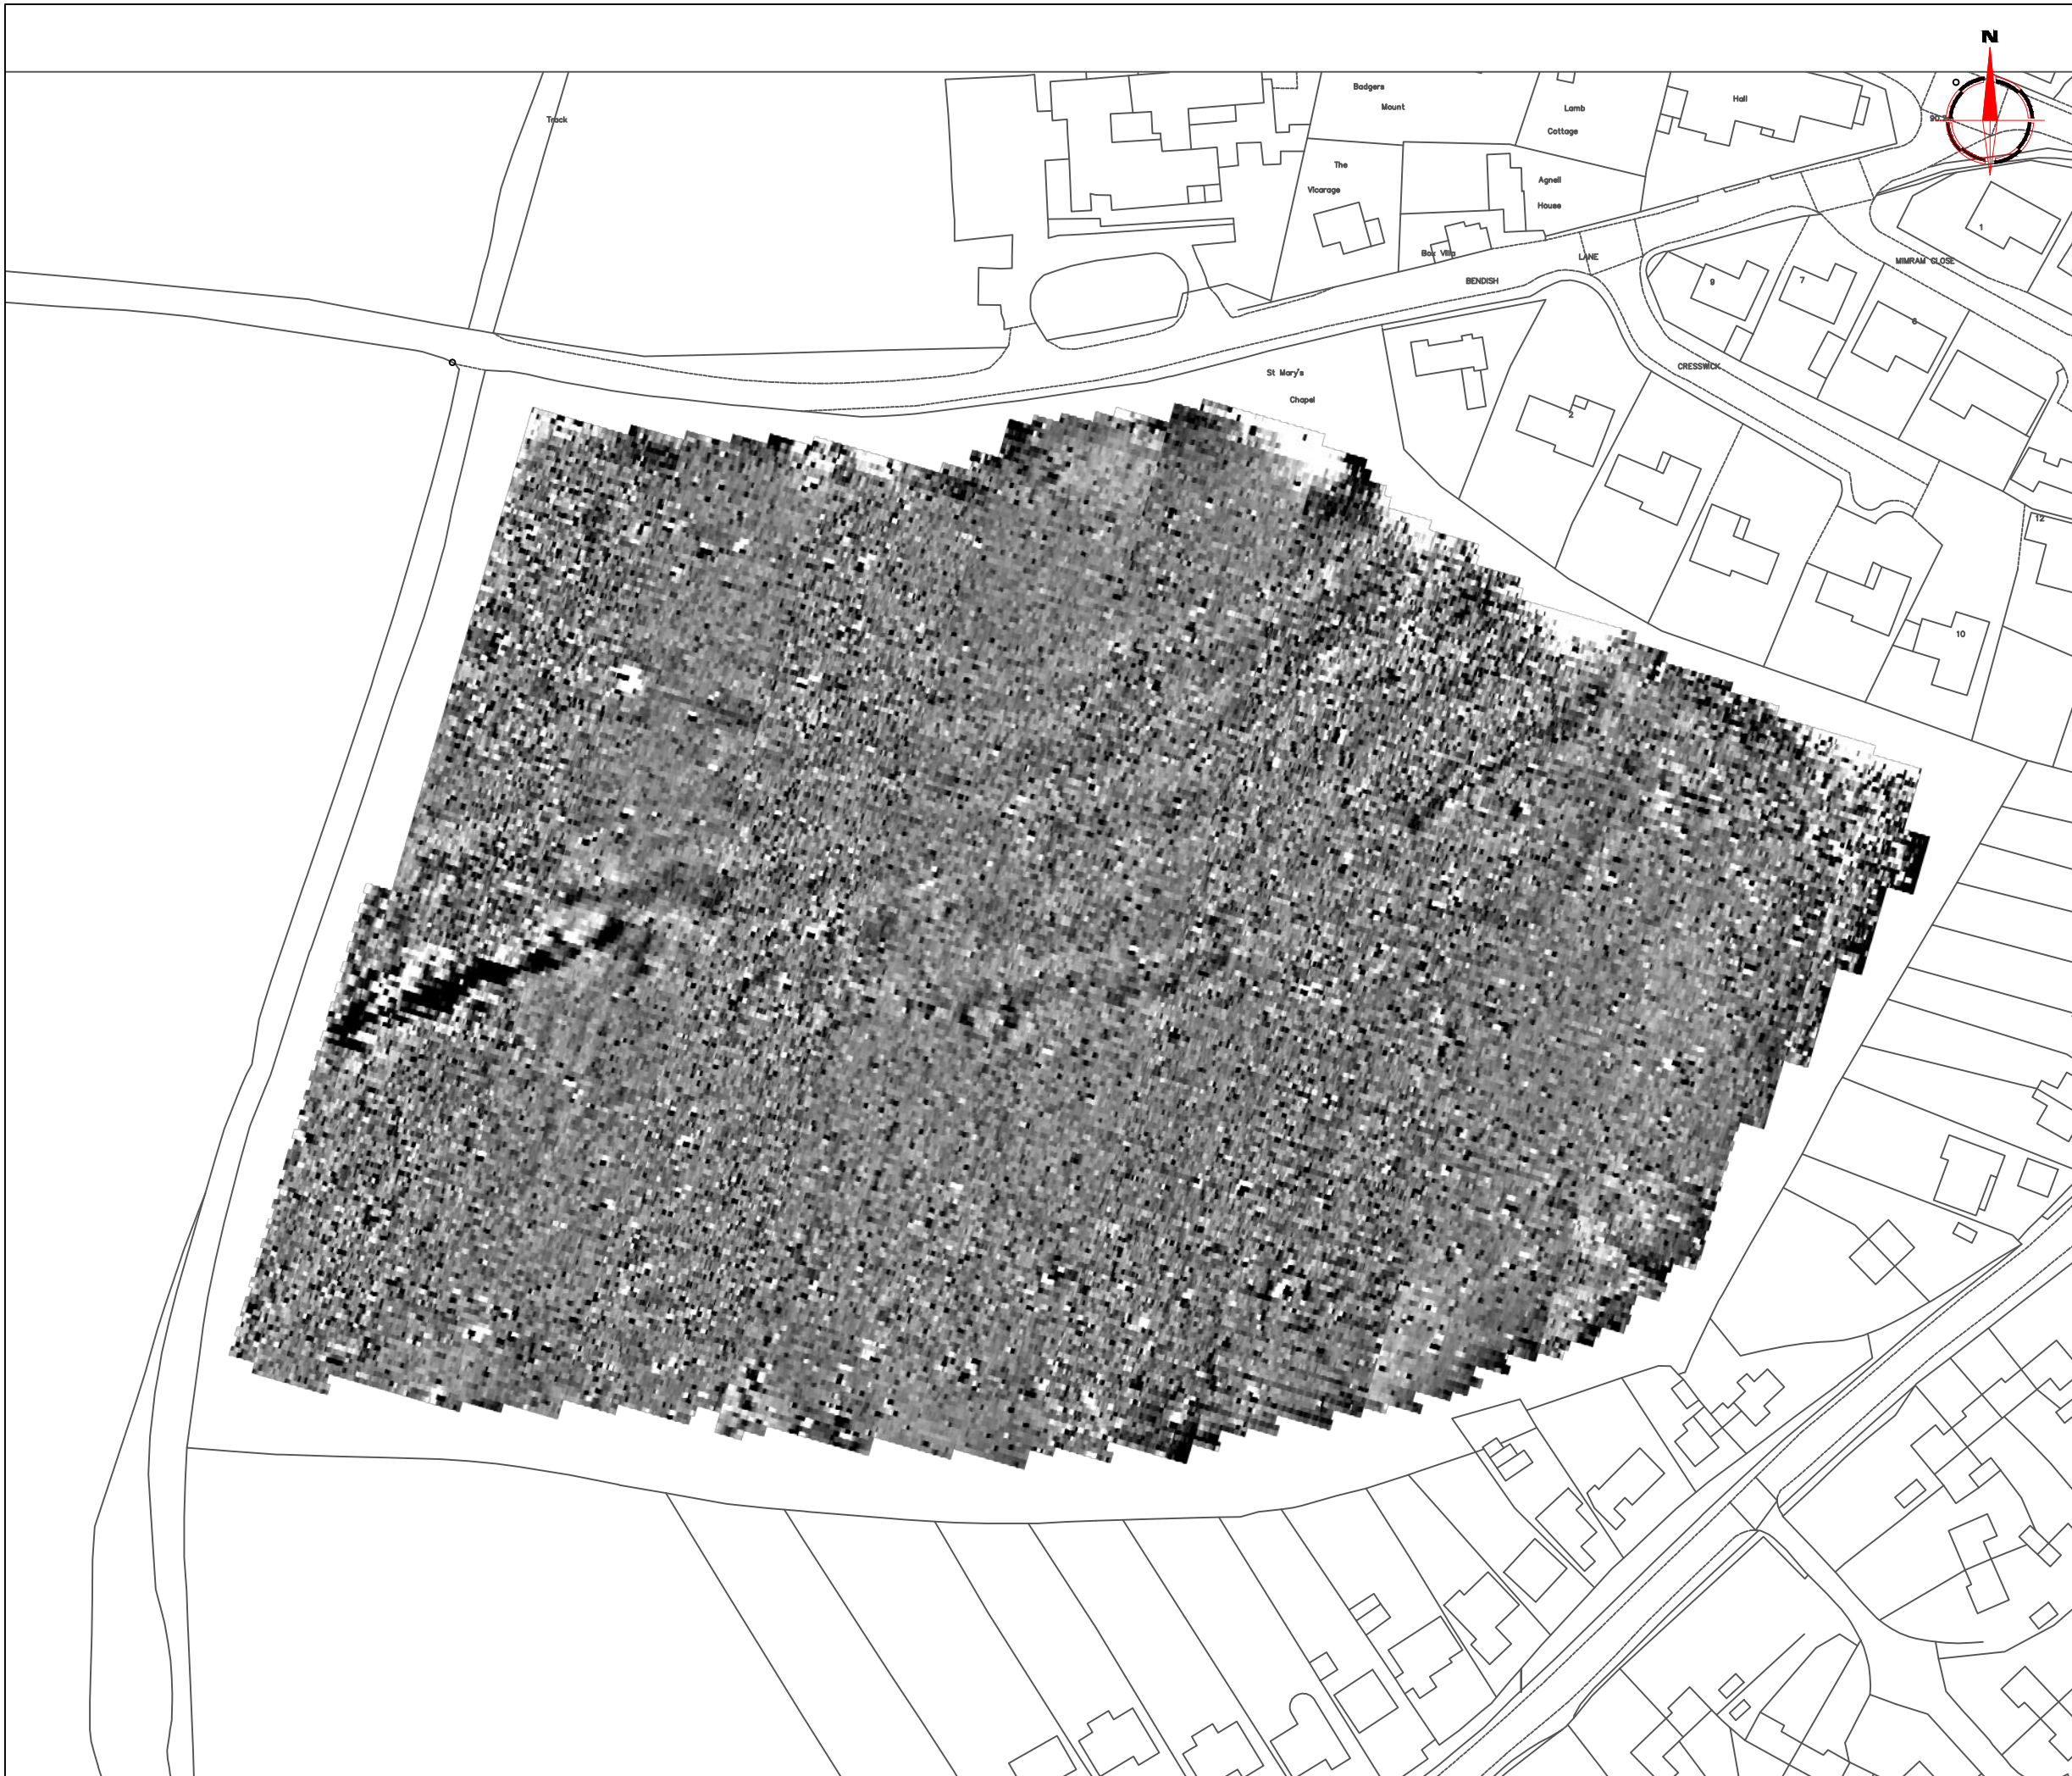 N
Badgers
Mount
Lamb
Cottage
Hall
Track
The
Vicarage
Agnell
House
Box Villa
LANE
BENDISH
MIMRAM CLOSE
1
9
7
6
CRESSWICK
St Mary's
Chapel
2
12
10